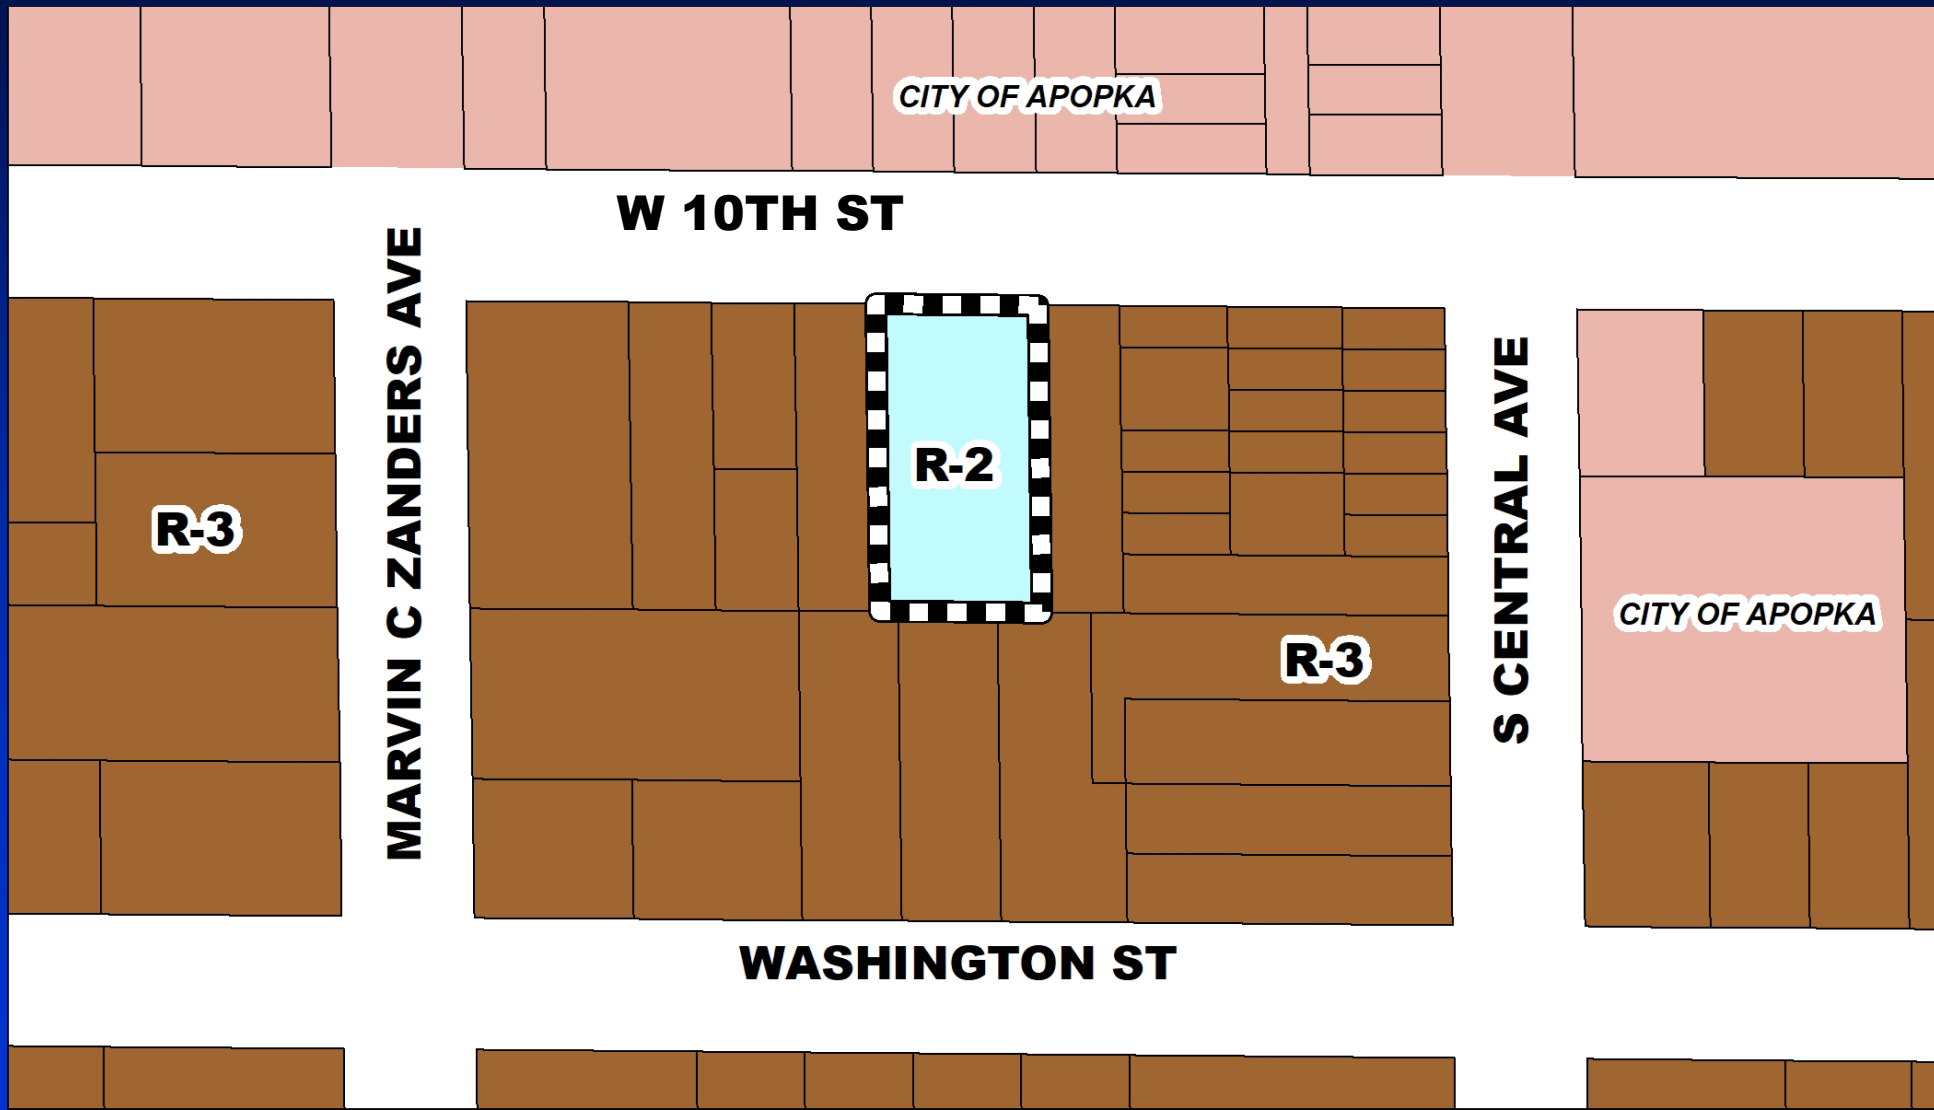 CITY OF APOPKA
W 10TH ST
MARVIN C ZANDERS AVE
S CENTRAL AVE
R-2
R-3
CITY OF APOPKA
R-3
WASHINGTON ST